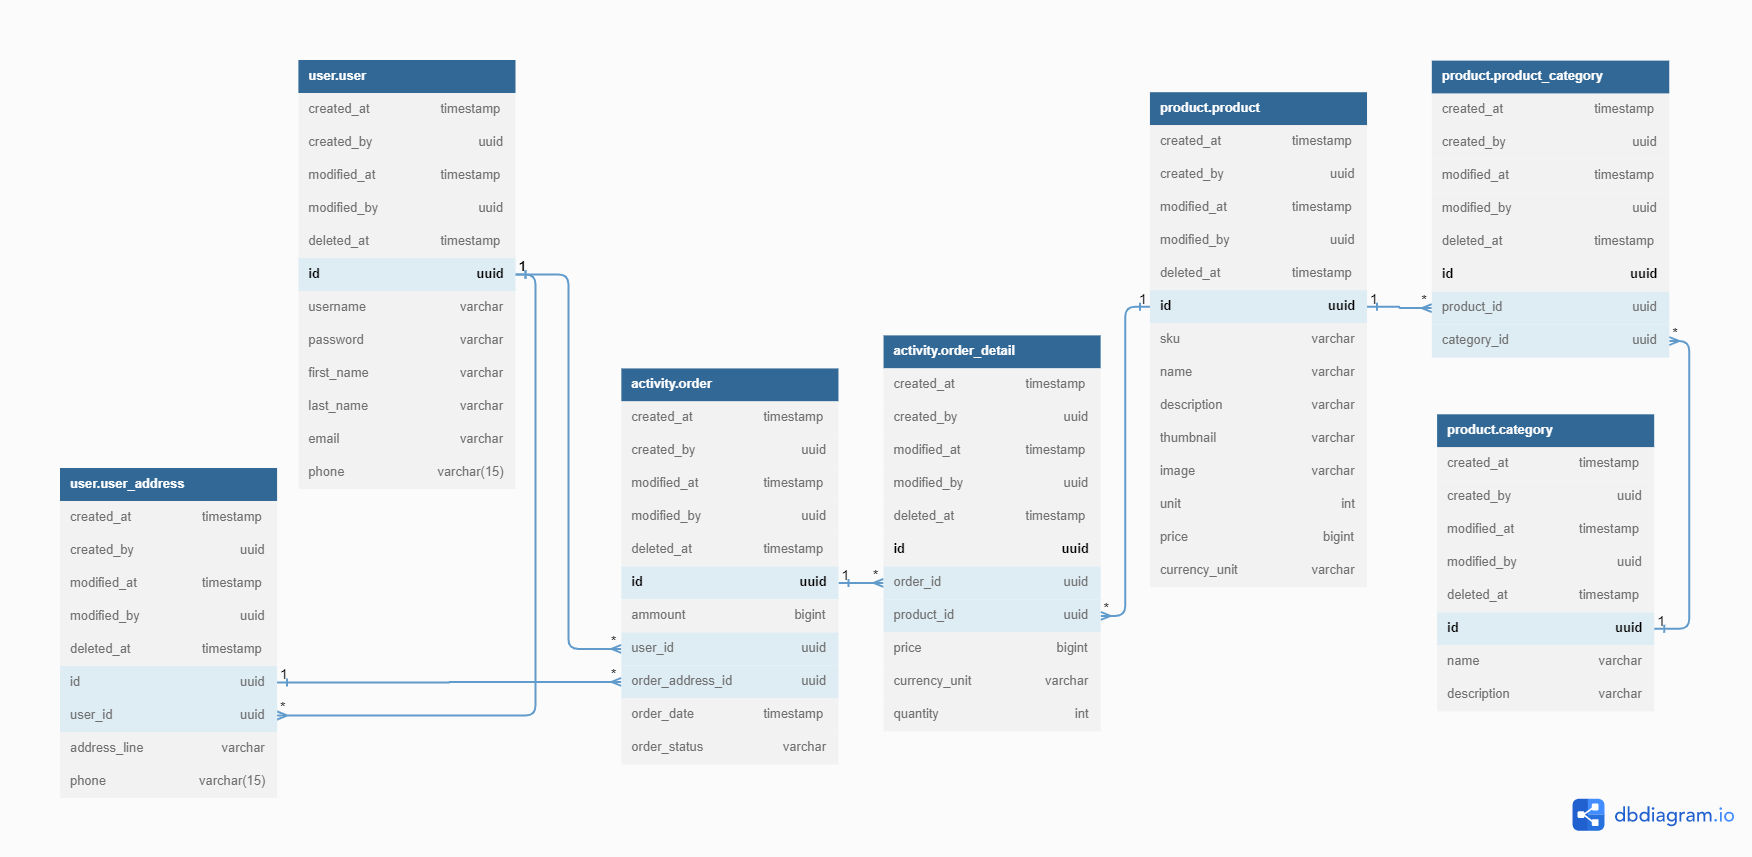 user.user
created_at timestamp
created_by uuid
modified_at timestamp
modified_by uuid
deleted_at timestamp
id uuid 1
username varchar
password varchar
first_name varchar
last_name varchar
email varchar
phone varchar(15)
user.user_address
created_at timestamp
created_by uuid
modified_at timestamp
modified_by uuid
deleted_at timestamp
id uuid 1
user_id uuid *
address_line varchar
phone varchar(15)
activity.order
created_at timestamp
created_by uuid
modified_at timestamp
modified_by uuid
deleted_at timestamp
id uuid 1
ammount bigint
* user_id uuid
* order_address_id uuid
order_date timestamp
order_status varchar
activity.order_detail
created_at timestamp
created_by uuid
modified_at timestamp
modified_by uuid
deleted_at timestamp
id uuid
* order_id uuid
product_id uuid *
price bigint
currency_unit varchar
quantity int
product.product
created_at timestamp
created_by uuid
modified_at timestamp
modified_by uuid
deleted_at timestamp
1 id uuid 1
sku varchar
name varchar
description varchar
thumbnail varchar
image varchar
unit int
price bigint
currency_unit varchar
product.product_category
created_at timestamp
created_by uuid
modified_at timestamp
modified_by uuid
deleted_at timestamp
id uuid
* product_id uuid
category_id uuid *
product.category
created_at timestamp
created_by uuid
modified_at timestamp
modified_by uuid
deleted_at timestamp
id uuid 1
name varchar
description varchar
dbdiagram.io